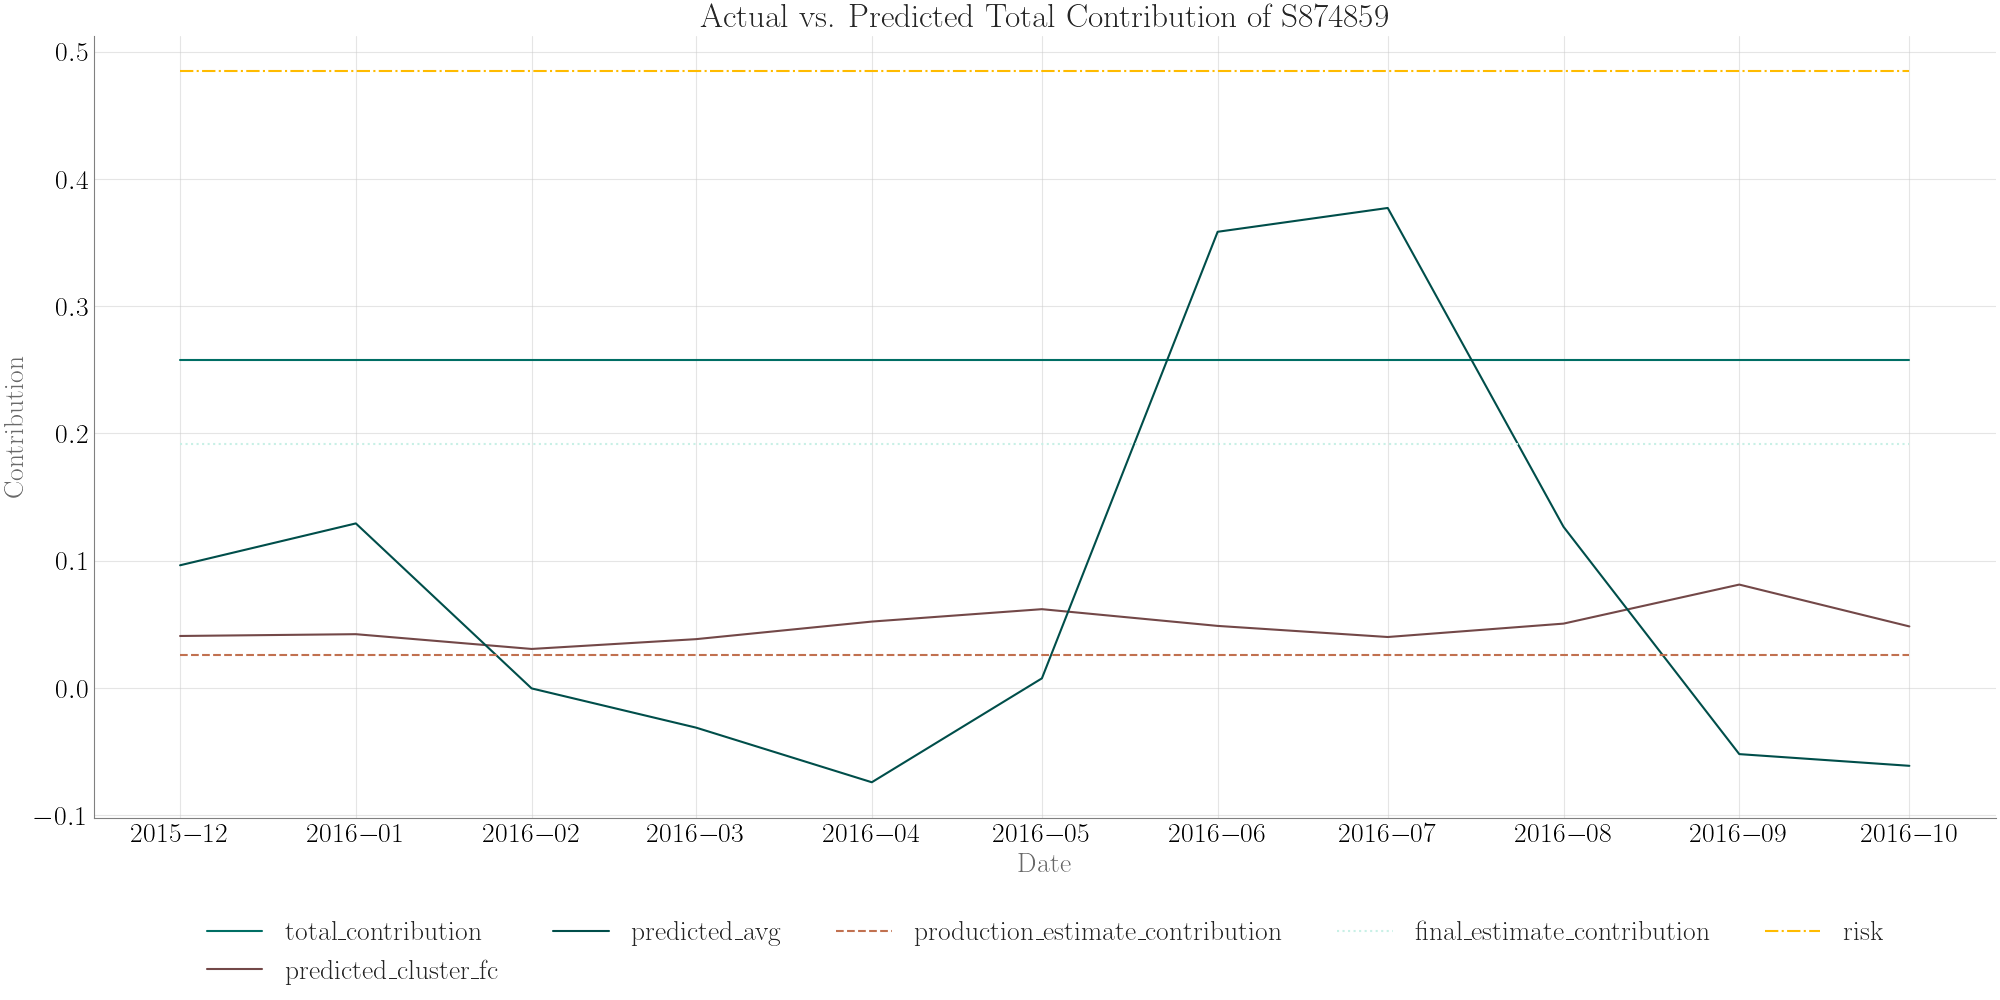 Actual vs. Predicted Total Contribution of S874859
Contribution
0.5
0.4
0.3
0.2
0.1
0.0
−0.1
2015−12 2016−01 2016−02 2016−03 2016−04 2016−05 2016−06 2016−07 2016−08 2016−09 2016−10
Date
total_contribution predicted_avg production_estimate_contribution final_estimate_contribution risk
predicted_cluster_fc